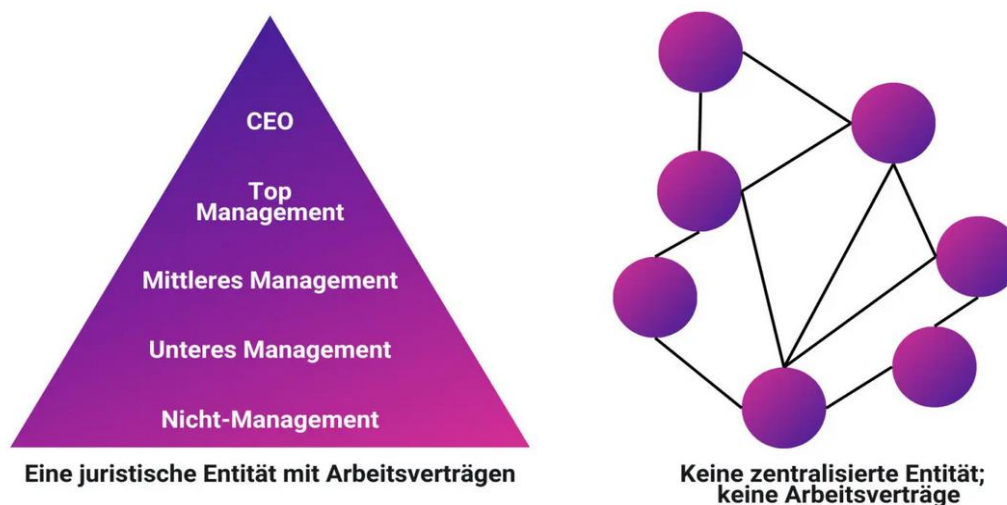 CEO
Top
Management
Mittleres Management
Unteres Management
Nicht-Management
Eine juristische Entität mit Arbeitsverträgen
Keine zentralisierte Entität;
keine Arbeitsverträge